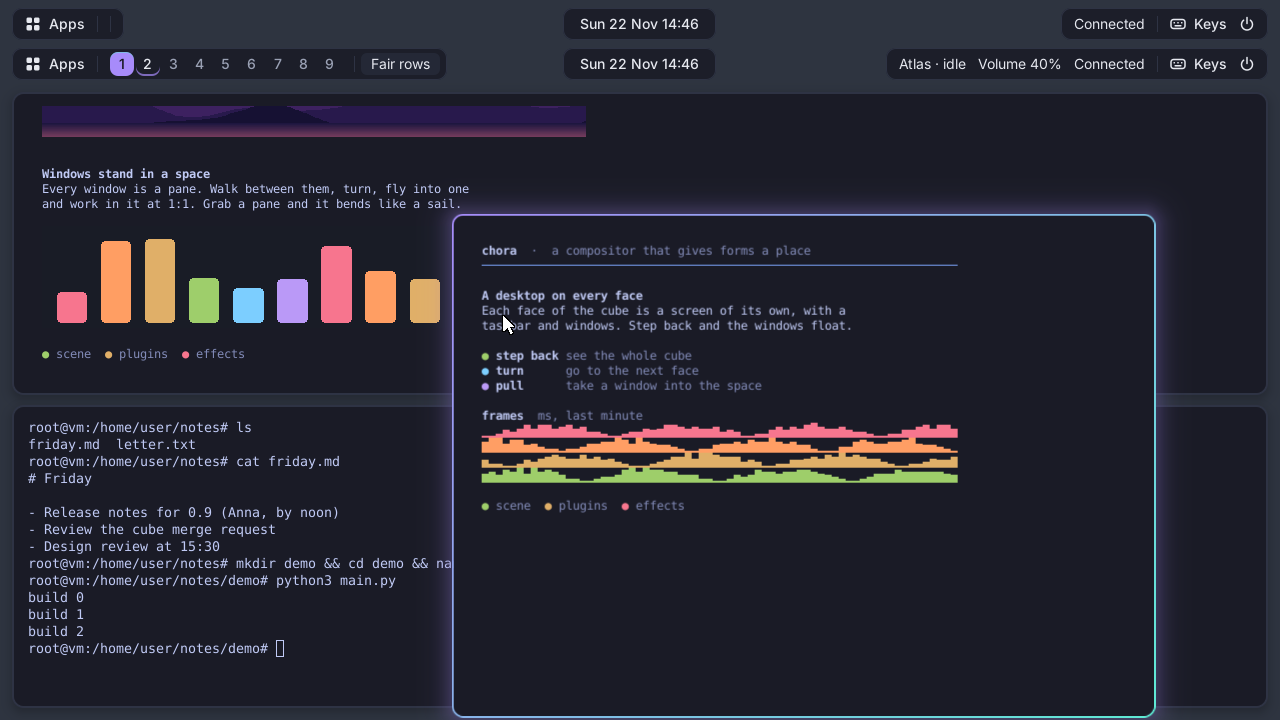 Apps
Sun 22 Nov 14:46
Connected
Keys
Apps
1 2 3 4 5 6 7 8 9
Fair rows
Sun 22 Nov 14:46
Atlas · idle Volume 40% Connected
Keys
Windows stand in a space
Every window is a pane. Walk between them, turn, fly into one
and work in it at 1:1. Grab a pane and it bends like a sail.
scene plugins effects
root@vm:/home/user/notes# ls
friday.md letter.txt
root@vm:/home/user/notes# cat friday.md
# Friday
- Release notes for 0.9 (Anna, by noon)
- Review the cube merge request
- Design review at 15:30
root@vm:/home/user/notes# mkdir demo && cd demo && na
root@vm:/home/user/notes/demo# python3 main.py
build 0
build 1
build 2
root@vm:/home/user/notes/demo#
chora · a compositor that gives forms a place
A desktop on every face
Each face of the cube is a screen of its own, with a
taskbar and windows. Step back and the windows float.
step back see the whole cube
turn go to the next face
pull take a window into the space
frames ms, last minute
scene plugins effects